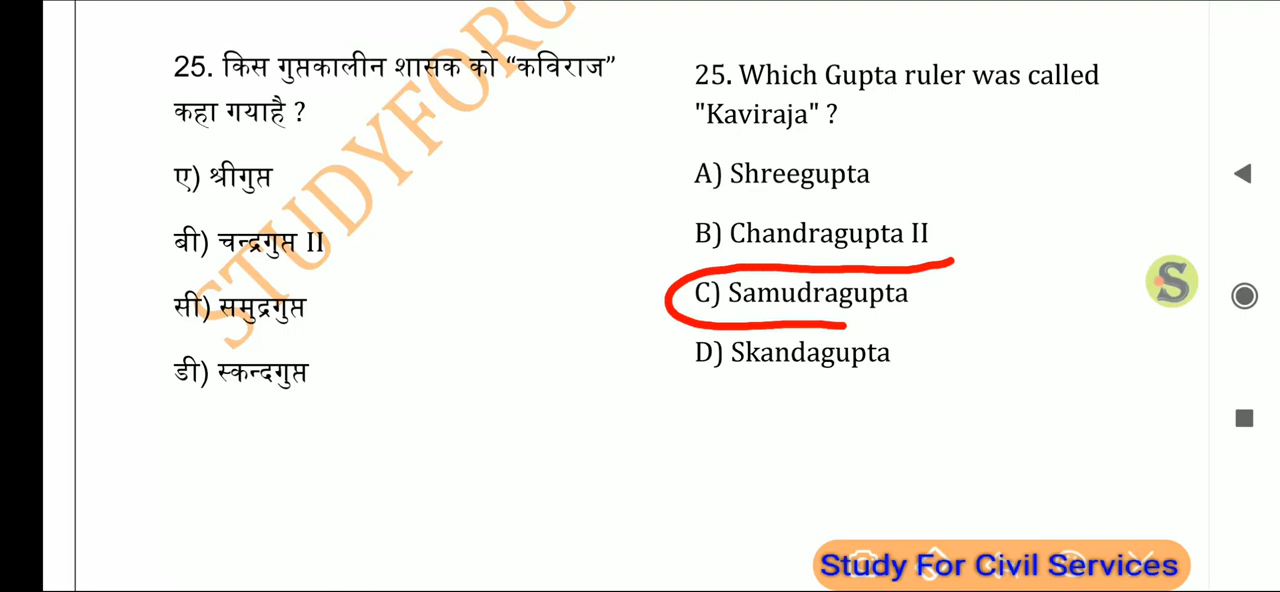 25. किस गुप्तकालीन शासक को “कविराज”
कहा गयाहै ?
ए) श्रीगुप्त
बी) चन्द्रगुप्त II
सी) समुद्रगुप्त
डी) स्कन्दगुप्त
25. Which Gupta ruler was called
"Kaviraja" ?
A) Shreegupta
B) Chandragupta II
C) Samudragupta
D) Skandagupta
STUDYFORC
S
Study For Civil Services